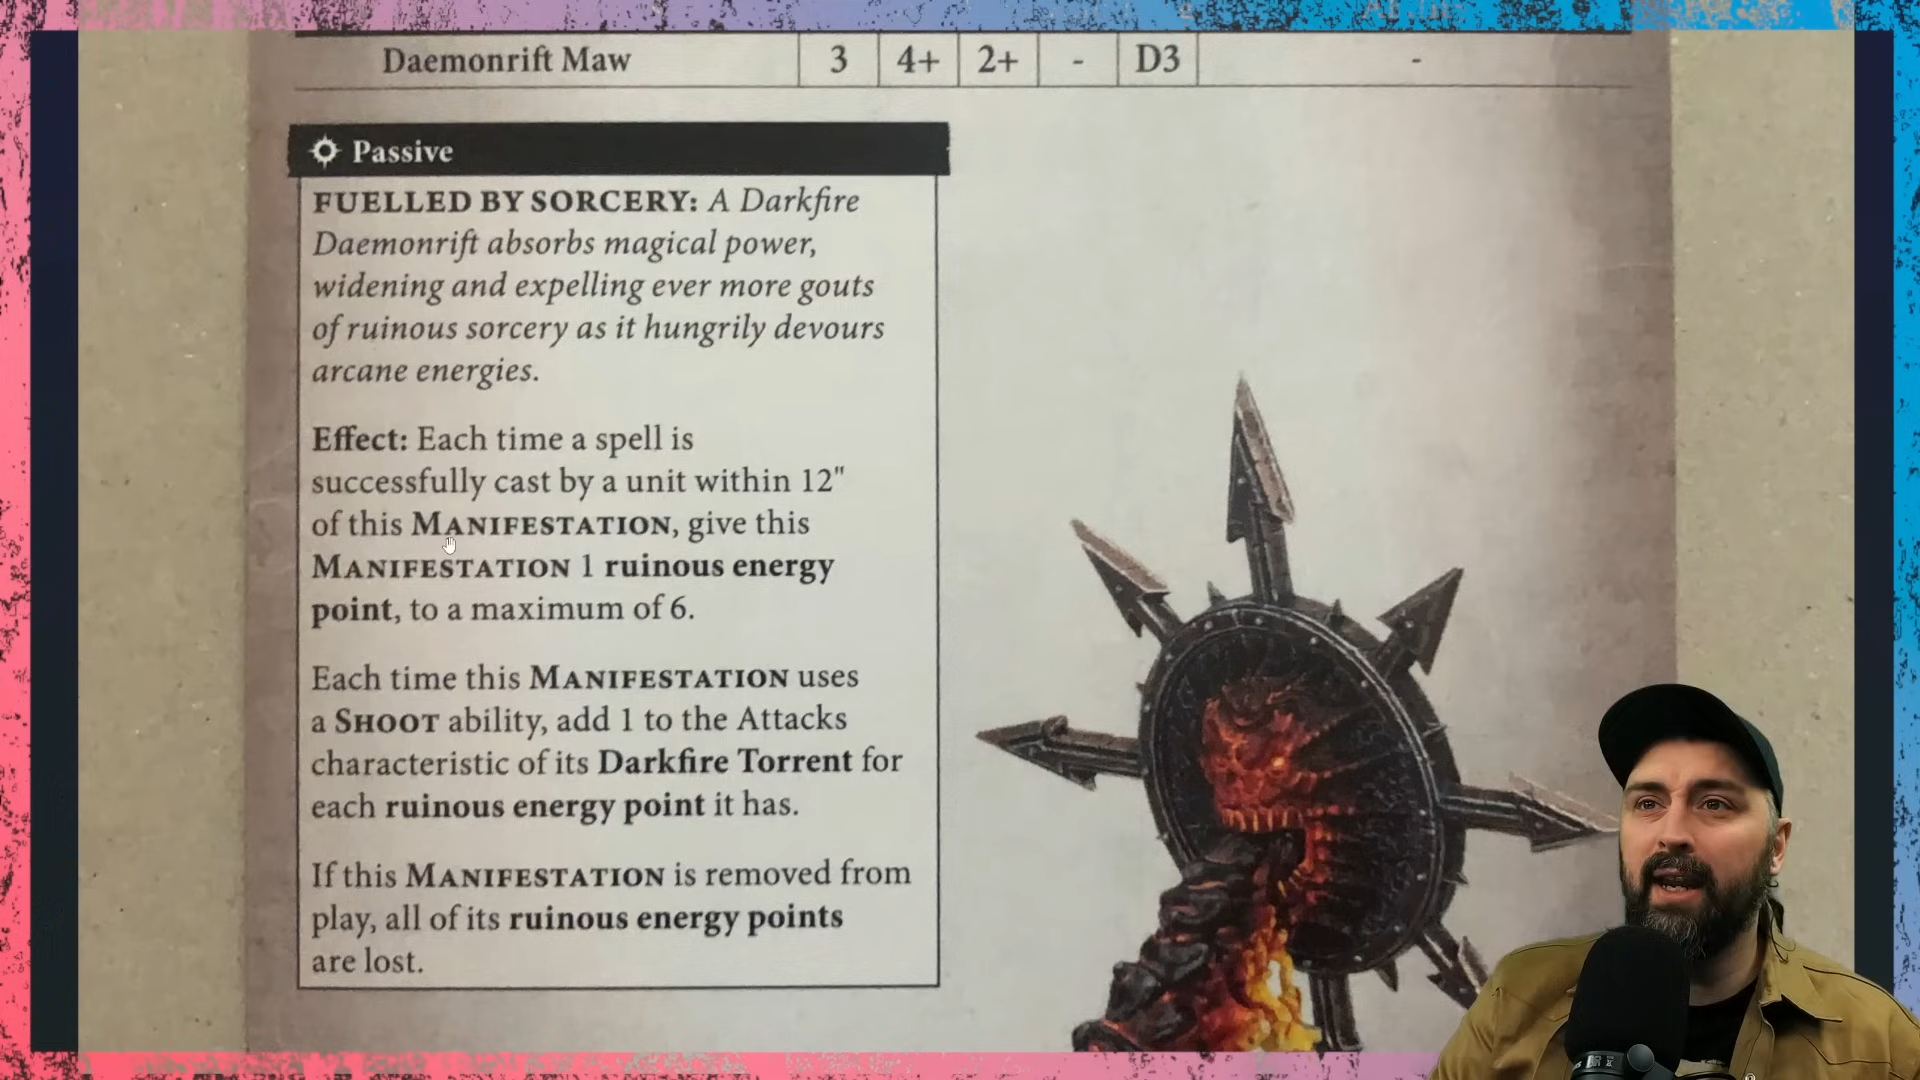 Daemonrift Maw 3 4+ 2+ - D3 -
Passive
FUELLED BY SORCERY: A Darkfire
Daemonrift absorbs magical power,
widening and expelling ever more gouts
of ruinous sorcery as it hungrily devours
arcane energies.
Effect: Each time a spell is
successfully cast by a unit within 12"
of this MANIFESTATION, give this
MANIFESTATION 1 ruinous energy
point, to a maximum of 6.
Each time this MANIFESTATION uses
a SHOOT ability, add 1 to the Attacks
characteristic of its Darkfire Torrent for
each ruinous energy point it has.
If this MANIFESTATION is removed from
play, all of its ruinous energy points
are lost.